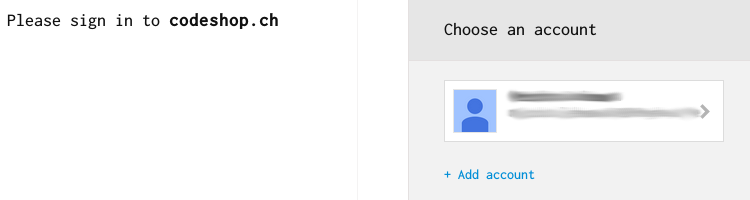 Please sign in to codeshop.ch
Choose an account
+ Add account